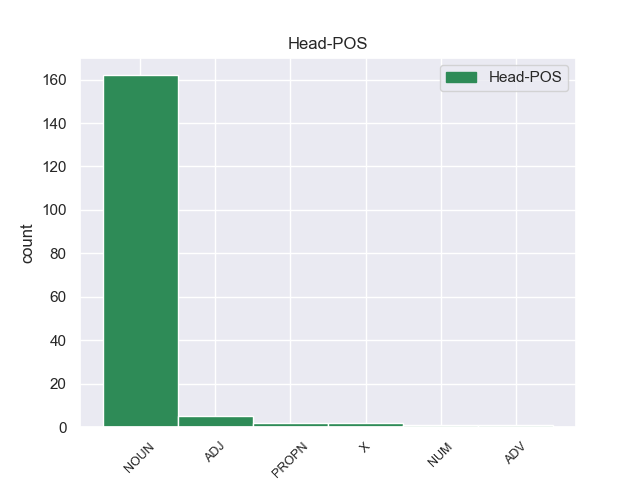 Head-POS
Head-POS
count
160
140
120
100
80
60
40
20
0
NOUN
ADJ
PROPN
X
NUM
ADV